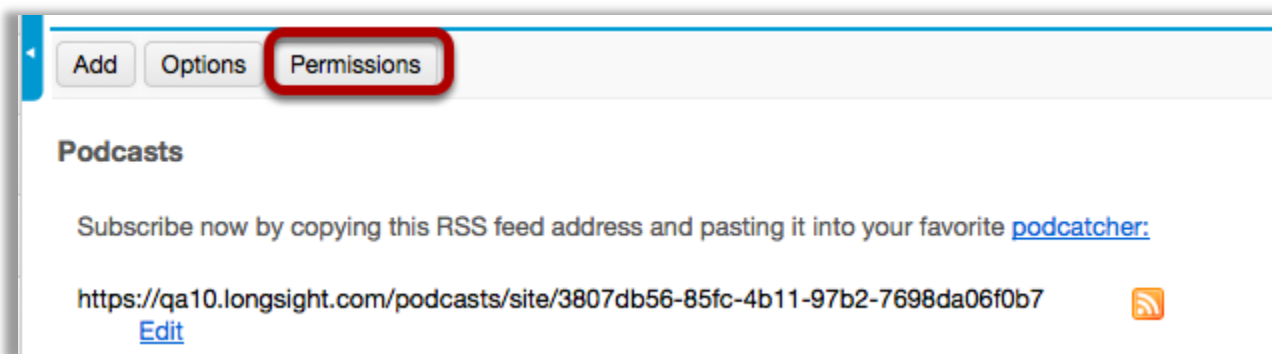 Add Options Permissions
Podcasts
Subscribe now by copying this RSS feed address and pasting it into your favorite podcatcher:
https://qa10.longsight.com/podcasts/site/3807db56-85fc-4b11-97b2-7698da06f0b7
Edit